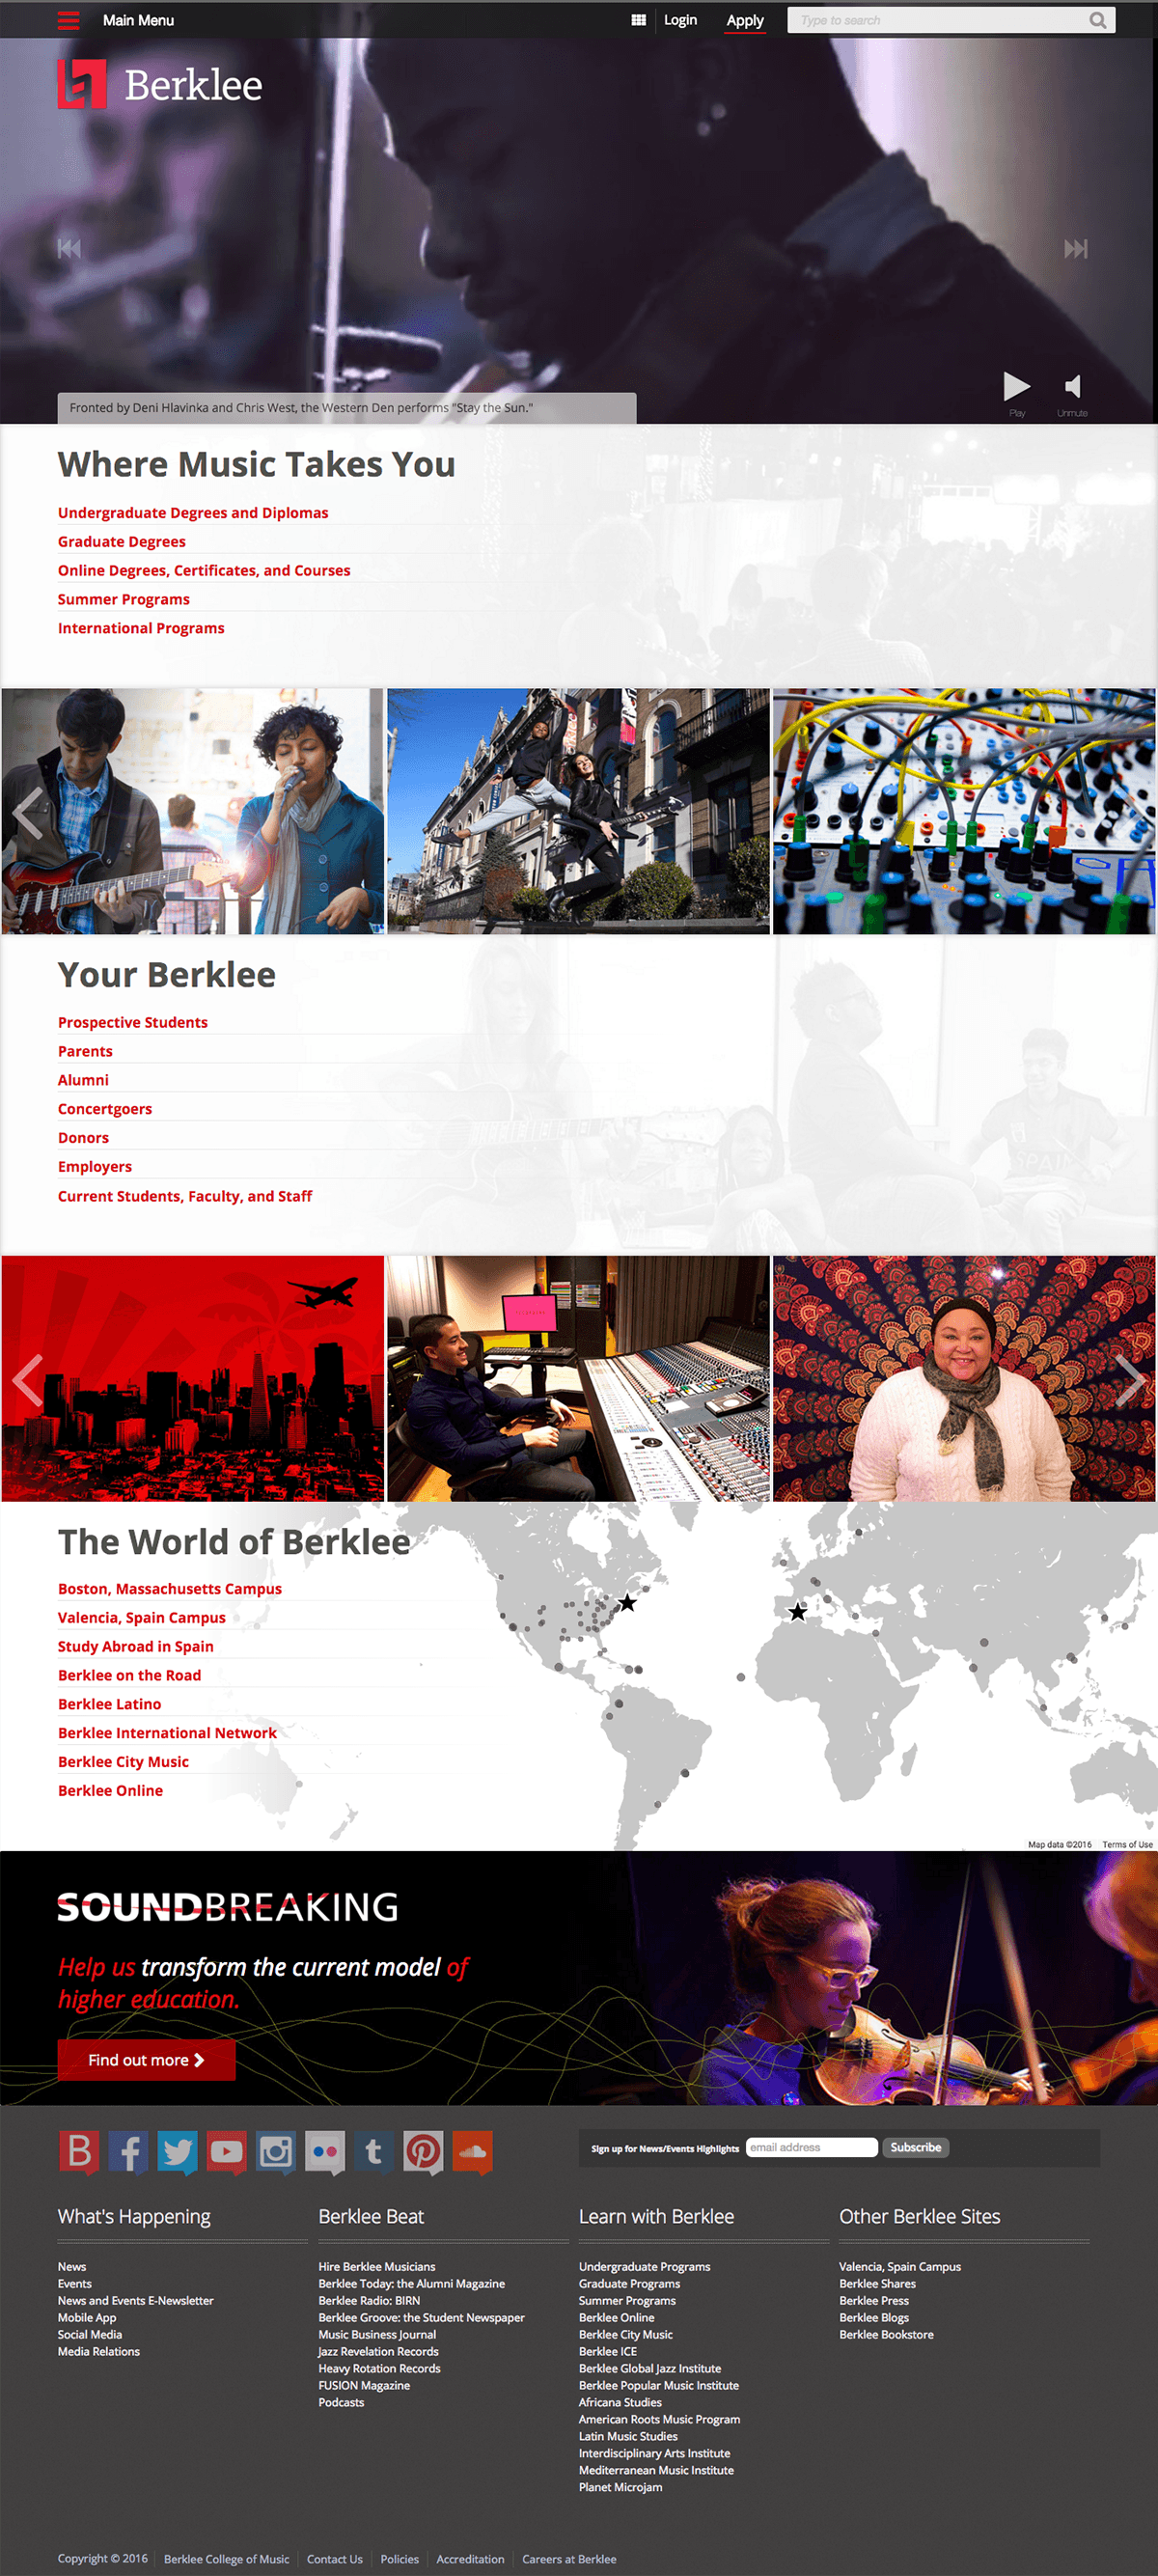 Main Menu
Login
Apply
Type to search
Berklee
Fronted by Deni Hlavinka and Chris West, the Western Den performs "Stay the Sun."
Play
Unmute
Where Music Takes You
Undergraduate Degrees and Diplomas
Graduate Degrees
Online Degrees, Certificates, and Courses
Summer Programs
International Programs
Your Berklee
Prospective Students
Parents
Alumni
Concertgoers
Donors
Employers
Current Students, Faculty, and Staff
SPAIN
The World of Berklee
Boston, Massachusetts Campus
Valencia, Spain Campus
Study Abroad in Spain
Berklee on the Road
Berklee Latino
Berklee International Network
Berklee City Music
Berklee Online
Map data ©2016 Terms of Use
SOUNDBREAKING
Help us transform the current model of
higher education.
Find out more
Sign up for News/Events Highlights
email address
Subscribe
What's Happening
News
Events
News and Events E-Newsletter
Mobile App
Social Media
Media Relations
Berklee Beat
Hire Berklee Musicians
Berklee Today: the Alumni Magazine
Berklee Radio: BIRN
Berklee Groove: the Student Newspaper
Music Business Journal
Jazz Revelation Records
Heavy Rotation Records
FUSION Magazine
Podcasts
Learn with Berklee
Undergraduate Programs
Graduate Programs
Summer Programs
Berklee Online
Berklee City Music
Berklee ICE
Berklee Global Jazz Institute
Berklee Popular Music Institute
Africana Studies
American Roots Music Program
Latin Music Studies
Interdisciplinary Arts Institute
Mediterranean Music Institute
Planet Microjam
Other Berklee Sites
Valencia, Spain Campus
Berklee Shares
Berklee Press
Berklee Blogs
Berklee Bookstore
Copyright © 2016
Berklee College of Music
Contact Us
Policies
Accreditation
Careers at Berklee